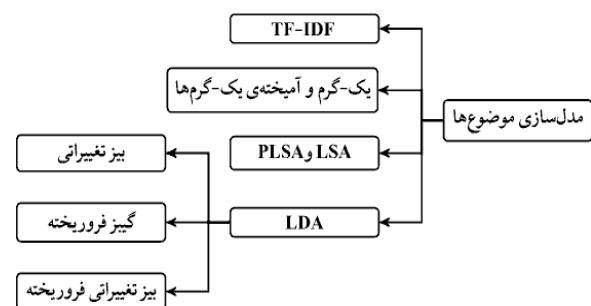 مدل‌سازی موضوع‌ها
TF-IDF
یک-گرم و آمیخته‌ی یک-گرم‌ها
LSA و PLSA
LDA
بیز تغییراتی
گیبز فروریخته
بیز تغییراتی فروریخته